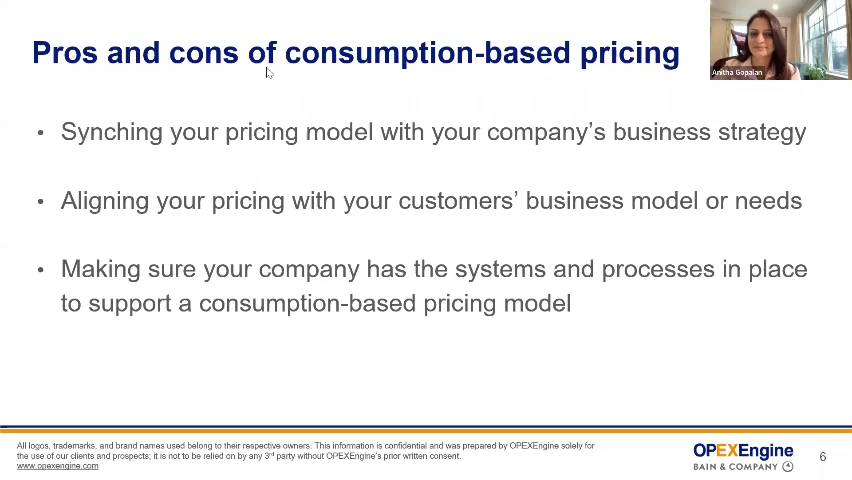 Pros and cons of consumption-based pricing
Anitha Gopalan
• Synching your pricing model with your company’s business strategy
• Aligning your pricing with your customers’ business model or needs
• Making sure your company has the systems and processes in place
to support a consumption-based pricing model
All logos, trademarks, and brand names used belong to their respective owners. This information is confidential and was prepared by OPEXEngine solely for
the use of our clients and prospects; it is not to be relied on by any 3rd party without OPEXEngine's prior written consent.
www.opexengine.com
OPEXEngine
BAIN & COMPANY
6